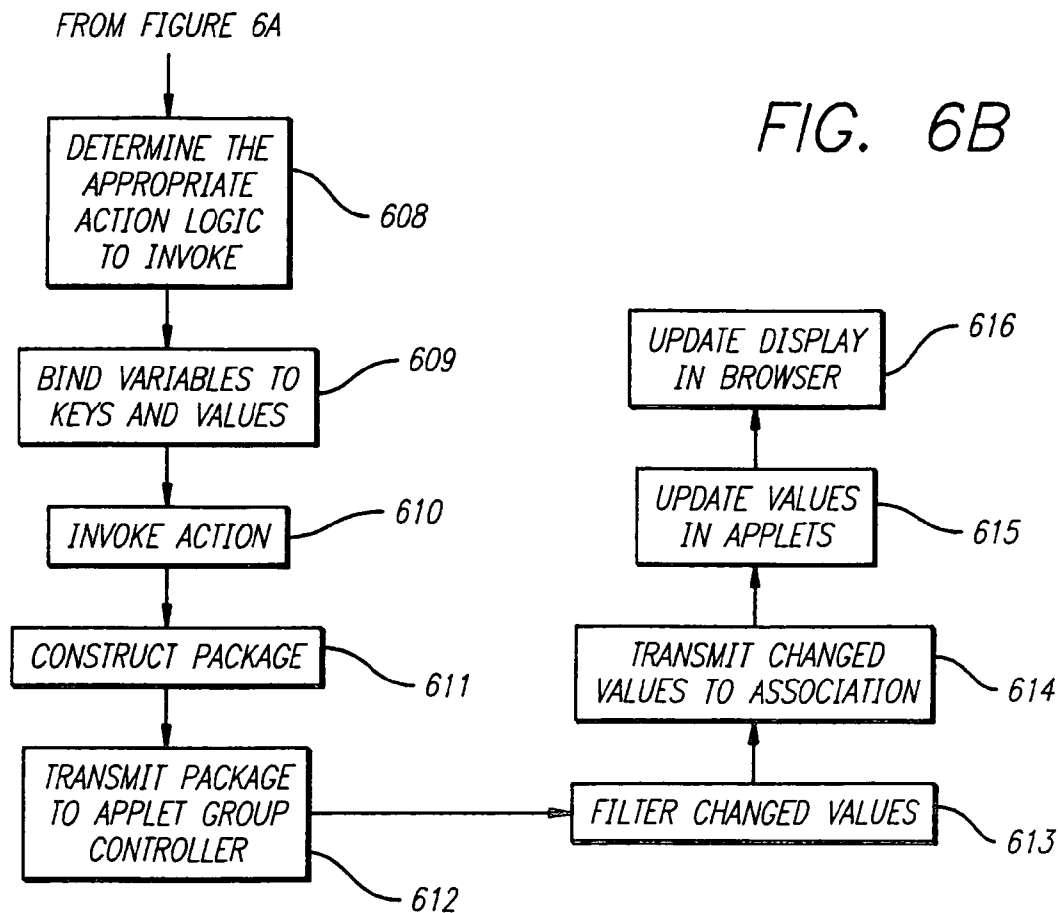 FROM FIGURE 6A
FIG. 6B
DETERMINE THE
APPROPRIATE
ACTION LOGIC
TO INVOKE
608
BIND VARIABLES TO
KEYS AND VALUES
609
INVOKE ACTION
610
CONSTRUCT PACKAGE
611
TRANSMIT PACKAGE
TO APPLET GROUP
CONTROLLER
612
FILTER CHANGED VALUES
613
TRANSMIT CHANGED
VALUES TO ASSOCIATION
614
UPDATE VALUES
IN APPLETS
615
UPDATE DISPLAY
IN BROWSER
616